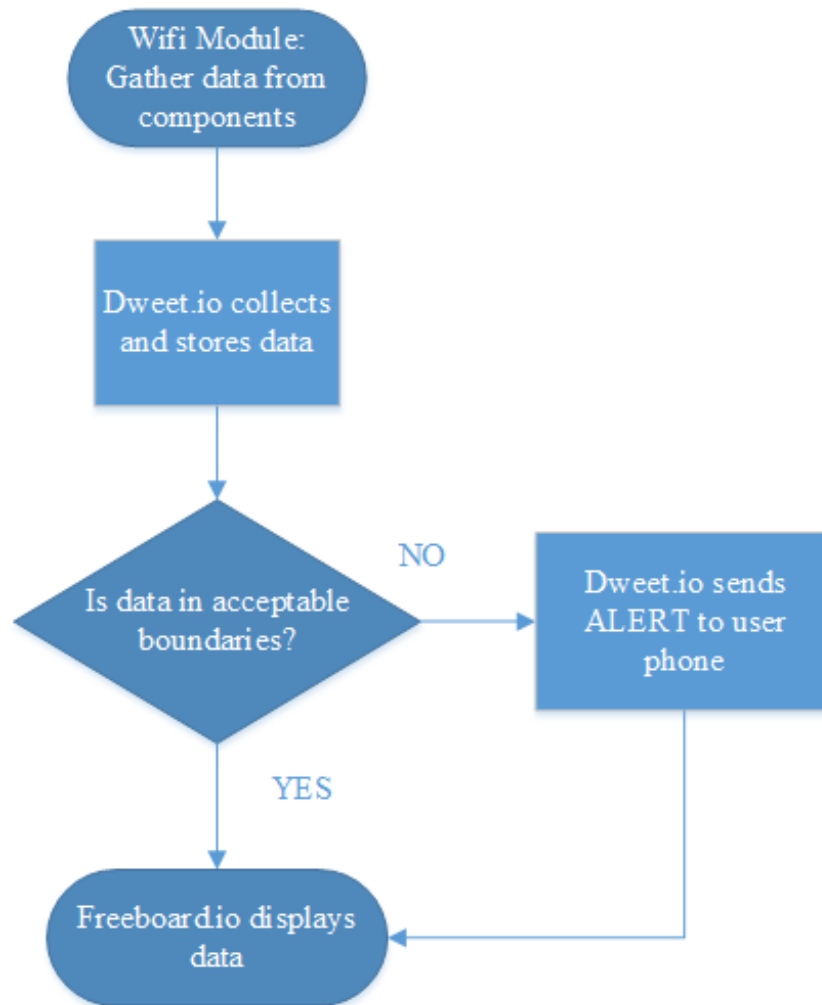 Wifi Module:
Gather data from
components
Dweet.io collects
and stores data
Is data in acceptable
boundaries?
NO
Dweet.io sends
ALERT to user
phone
YES
Freeboard.io displays
data